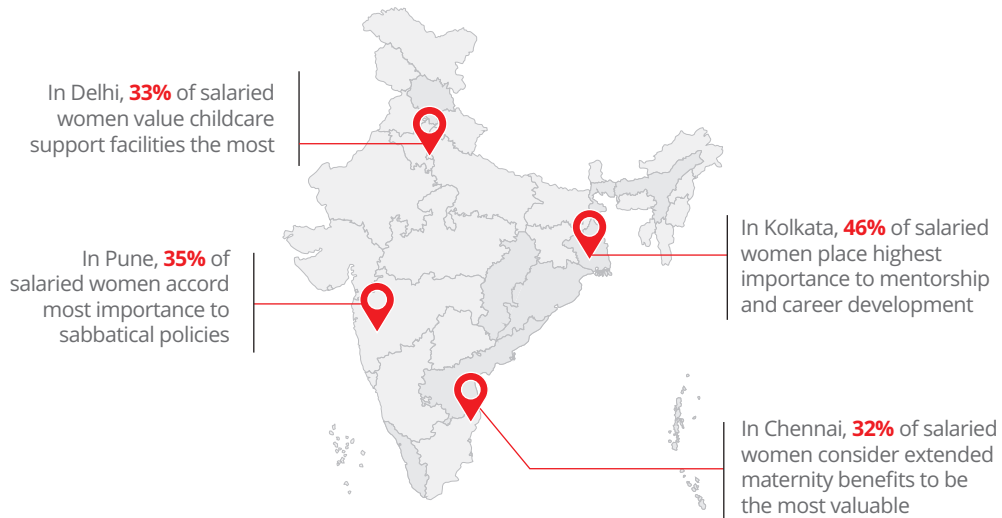 In Delhi, 33% of salaried
women value childcare
support facilities the most
In Pune, 35% of
salaried women accord
most importance to
sabbatical policies
In Kolkata, 46% of salaried
women place highest
importance to mentorship
and career development
In Chennai, 32% of salaried
women consider extended
maternity benefits to be
the most valuable